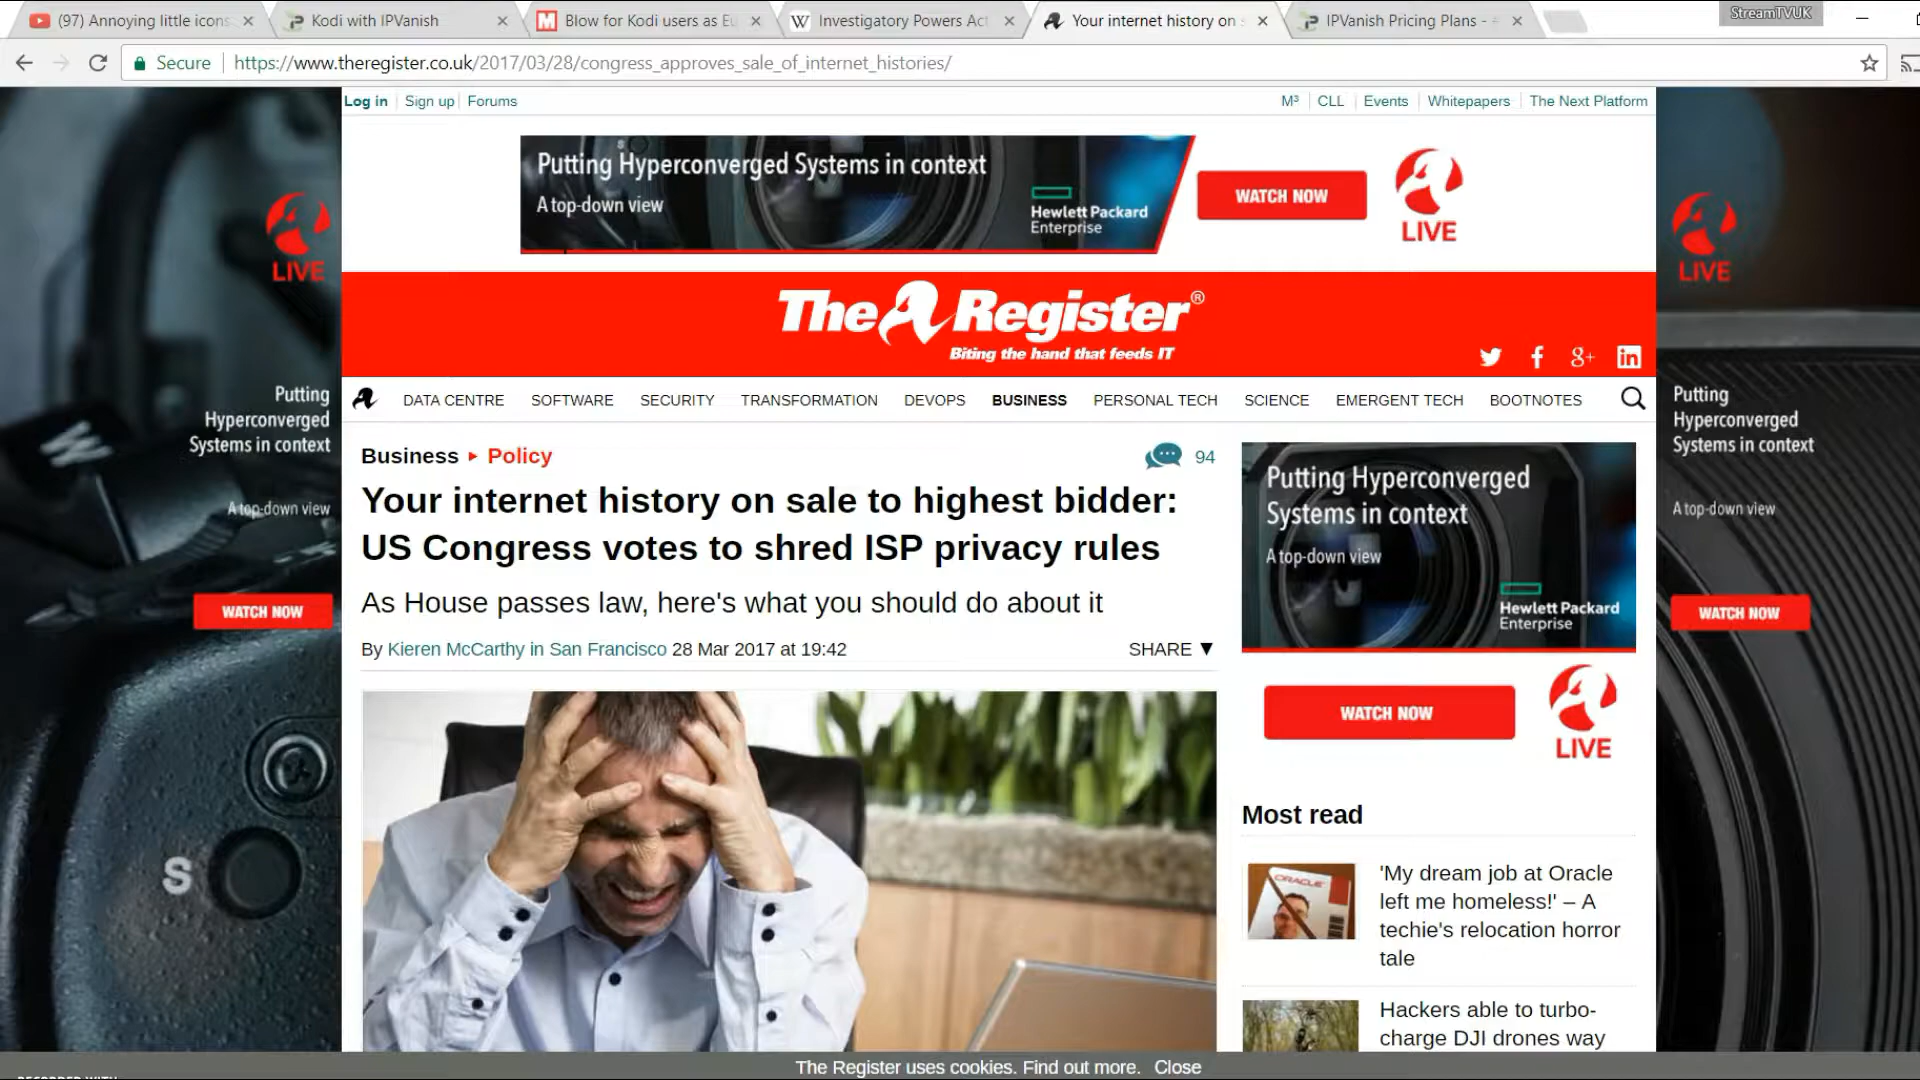 (97) Annoying little icons
Kodi with IPVanish
Blow for Kodi users as Eu
Investigatory Powers Act
Your internet history on s
IPVanish Pricing Plans -
StreamTVUK
Secure
https://www.theregister.co.uk/2017/03/28/congress_approves_sale_of_internet_histories/
Log in
Sign up
Forums
M³
CLL
Events
Whitepapers
The Next Platform
Putting Hyperconverged Systems in context
A top-down view
Hewlett Packard
Enterprise
WATCH NOW
LIVE
LIVE
LIVE
The Register®
Biting the hand that feeds IT
8+
in
DATA CENTRE
SOFTWARE
SECURITY
TRANSFORMATION
DEVOPS
BUSINESS
PERSONAL TECH
SCIENCE
EMERGENT TECH
BOOTNOTES
Putting
Hyperconverged
Systems in context
A top-down view
WATCH NOW
S
Business
Policy
94
Your internet history on sale to highest bidder:
US Congress votes to shred ISP privacy rules
As House passes law, here's what you should do about it
By Kieren McCarthy in San Francisco 28 Mar 2017 at 19:42
SHARE ▼
Putting Hyperconverged
Systems in context
A top-down view
Hewlett Packard
Enterprise
WATCH NOW
LIVE
Putting
Hyperconverged
Systems in context
A top-down view
WATCH NOW
Most read
ORACLE
'My dream job at Oracle
left me homeless!' – A
techie's relocation horror
tale
Hackers able to turbo-
charge DJI drones way
The Register uses cookies. Find out more. Close
RECORDED WITH